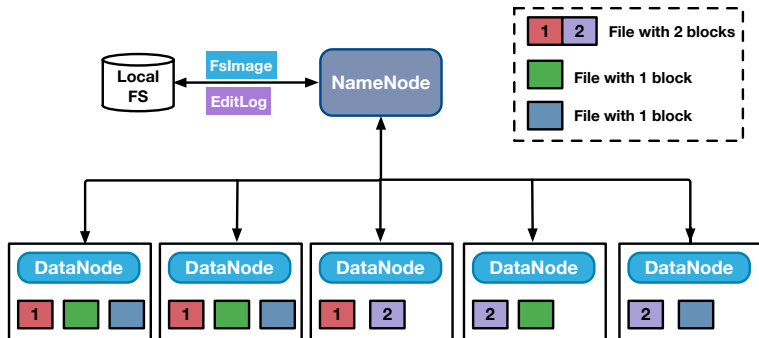 1 2 File with 2 blocks
FsImage
Local
FS
NameNode
File with 1 block
EditLog
File with 1 block
DataNode DataNode DataNode DataNode DataNode
1 1 1 2 2 2